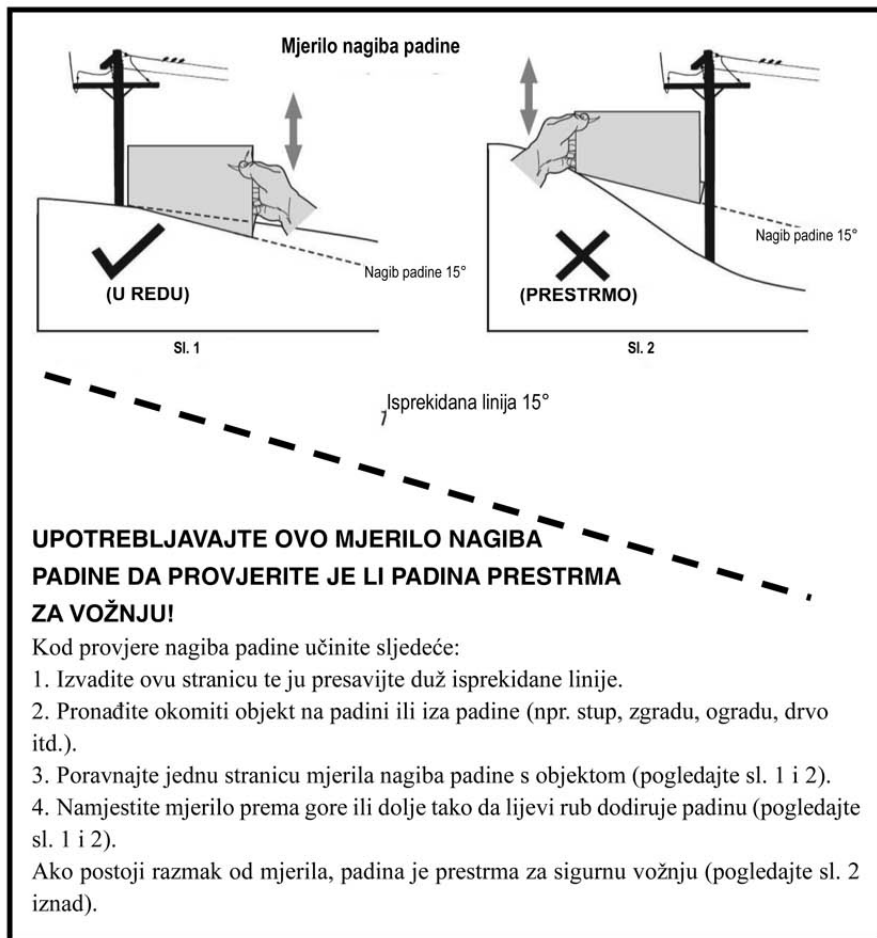 Mjerilo nagiba padine
Nagib padine 15°
(U REDU)
Sl. 1
Nagib padine 15°
(PRESTRMO)
Sl. 2
Isprekidana linija 15°
UPOTREBLJAVAJTE OVO MJERILO NAGIBA
PADINE DA PROVJERITE JE LI PADINA PRESTRMA
ZA VOŽNJU!
Kod provjere nagiba padine učinite sljedeće:
1. Izvadite ovu stranicu te ju presavijte duž isprekidane linije.
2. Pronađite okomiti objekt na padini ili iza padine (npr. stup, zgradu, ogradu, drvo
itd.).
3. Poravnajte jednu stranicu mjerila nagiba padine s objektom (pogledajte sl. 1 i 2).
4. Namjestite mjerilo prema gore ili dolje tako da lijevi rub dodiruje padinu (pogledajte
sl. 1 i 2).
Ako postoji razmak od mjerila, padina je prestrma za sigurnu vožnju (pogledajte sl. 2
iznad).